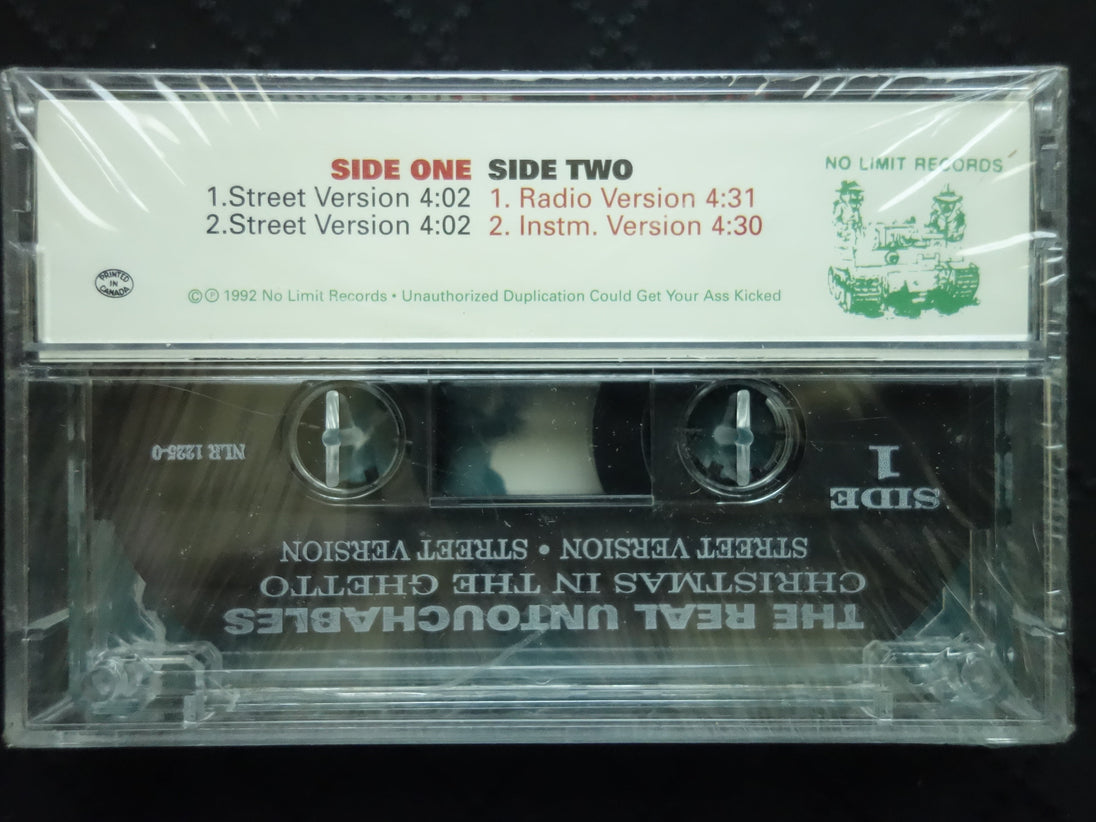 SIDE ONE
1.Street Version 4:02
2.Street Version 4:02
SIDE TWO
1. Radio Version 4:31
2. Instm. Version 4:30
NO LIMIT RECORDS
PRINTED
IN
CANADA
©℗ 1992 No Limit Records • Unauthorized Duplication Could Get Your Ass Kicked
THE REAL UNTOUCHABLES
CHRISTMAS IN THE GHETTO
STREET VERSION • STREET VERSION
SIDE
1
NLR 1225-0